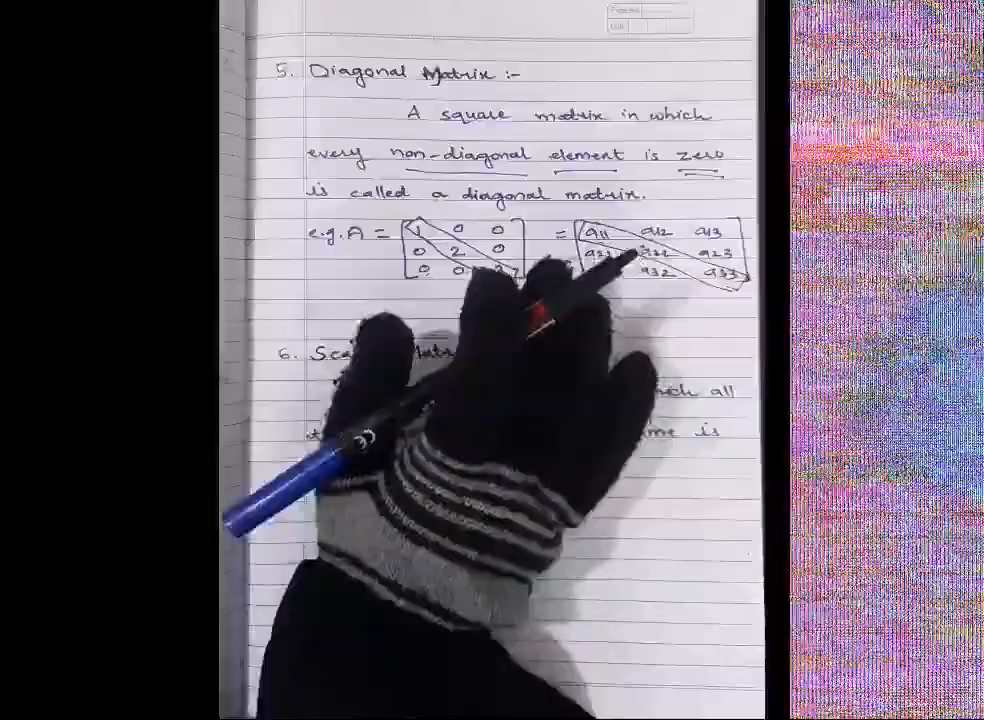 5. Diagonal Matrix :-
A square matrix in which
every non-diagonal element is zero
is called a diagonal matrix.
e.g. A = [1 0 0 = [a11 a12 a13
0 2 0 a22 a23
0 0 a32 a33]
6.
all
is